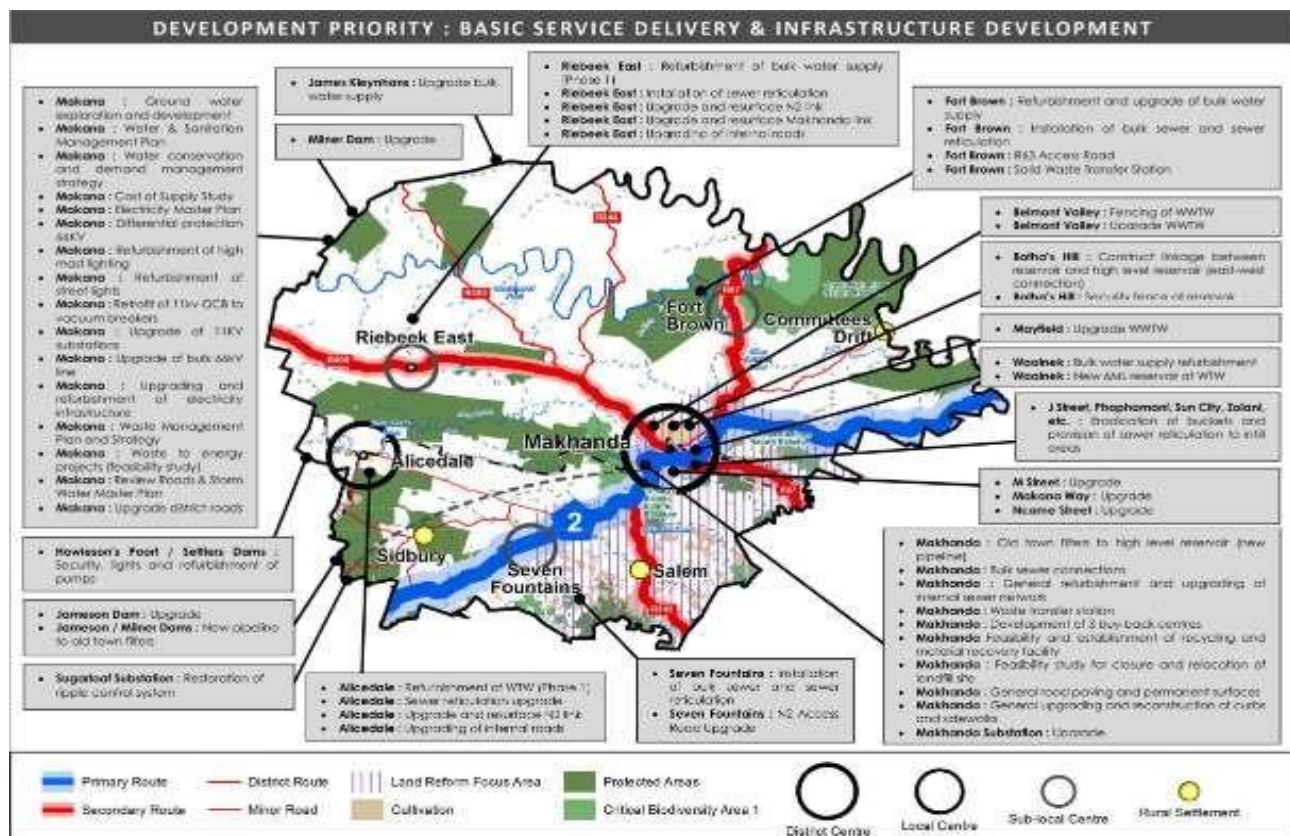 DEVELOPMENT PRIORITY : BASIC SERVICE DELIVERY & INFRASTRUCTURE DEVELOPMENT
• Makana : Ground water
exploration and development
• Makana : Water & Sanitation
Management Plan
• Makana : Water conservation
and demand management
strategy
• Makana : Cost of Supply Study
• Makana : Electricity Master Plan
• Makana : Differential protection
66KV
• Makana : Refurbishment of high
mast lighting
• Makana : Refurbishment of
street lights
• Makana : Retrofit of 11kv OCB to
vacuum breakers
• Makana : Upgrade of 11KV
substations
• Makana : Upgrade of bulk 66kV
line
• Makana : Upgrading and
refurbishment of electricity
infrastructure
• Makana : Waste Management
Plan and Strategy
• Makana : Waste to energy
projects (feasibility study)
• Makana : Review Roads & Storm
Water Master Plan
• Makana : Upgrade district roads
• James Kleynhans : Upgrade bulk
water supply
• Milner Dam : Upgrade
• Riebeek East : Refurbishment of bulk water supply
(Phase 1)
• Riebeek East : Installation of sewer reticulation
• Riebeek East : Upgrade and resurface N2 link
• Riebeek East : Upgrade and resurface Makhanda link
• Riebeek East : Upgrading of internal roads
• Fort Brown : Refurbishment and upgrade of bulk water
supply
• Fort Brown : Installation of bulk sewer and sewer
reticulation
• Fort Brown : R63 Access Road
• Fort Brown : Solid Waste Transfer Station
• Belmont Valley : Fencing of WWTW
• Belmont Valley : Upgrade WWTW
• Botha's Hill : Construct linkage between
reservoir and high level reservoir (east-west
connection)
• Botha's Hill : Security fence at reservoir
• Mayfield : Upgrade WWTW
• Waainek : Bulk water supply refurbishment
• Waainek : New reservoir at WTW
• J Street, Phaphamani, Sun City, Zolani,
etc. : Eradication of buckets and
provision of sewer reticulation to infill
areas
• M Street : Upgrade
• Makana Way : Upgrade
• Ncame Street : Upgrade
• Makhanda : Old town filters to high level reservoir (new
pipeline)
• Makhanda : Bulk sewer connections
• Makhanda : General refurbishment and upgrading of
internal sewer network
• Makhanda : Waste transfer station
• Makhanda : Development of 3 buy-back centres
• Makhanda Feasibility and establishment of recycling and
material recovery facility
• Makhanda : Feasibility study for closure and relocation of
landfill site
• Makhanda : General road paving and permanent surfaces
• Makhanda : General upgrading and reconstruction of curbs
and sidewalks
• Makhanda Substation : Upgrade
Riebeek East
Fort
Brown
Committees
Drift
Makhanda
Alicedale
Sidbury
2
Seven
Fountains
Salem
• Howieson's Poort / Settlers Dams :
Security, lights and refurbishment of
pumps
• Jameson Dam : Upgrade
• Jameson / Milner Dams : New pipeline
to old town filters
• Sugarloaf Substation : Restoration of
ripple control system
• Alicedale : Refurbishment of WTW (Phase 1)
• Alicedale : Sewer reticulation upgrade
• Alicedale : Upgrade and resurface N2 link
• Alicedale : Upgrading of internal roads
• Seven Fountains : Installation
of bulk sewer and sewer
reticulation
• Seven Fountains : N2 Access
Road Upgrade
Primary Route
District Route
Land Reform Focus Area
Protected Areas
Secondary Route
Minor Road
Cultivation
Critical Biodiversity Area 1
District Centre
Local Centre
Sub-local Centre
Rural Settlement